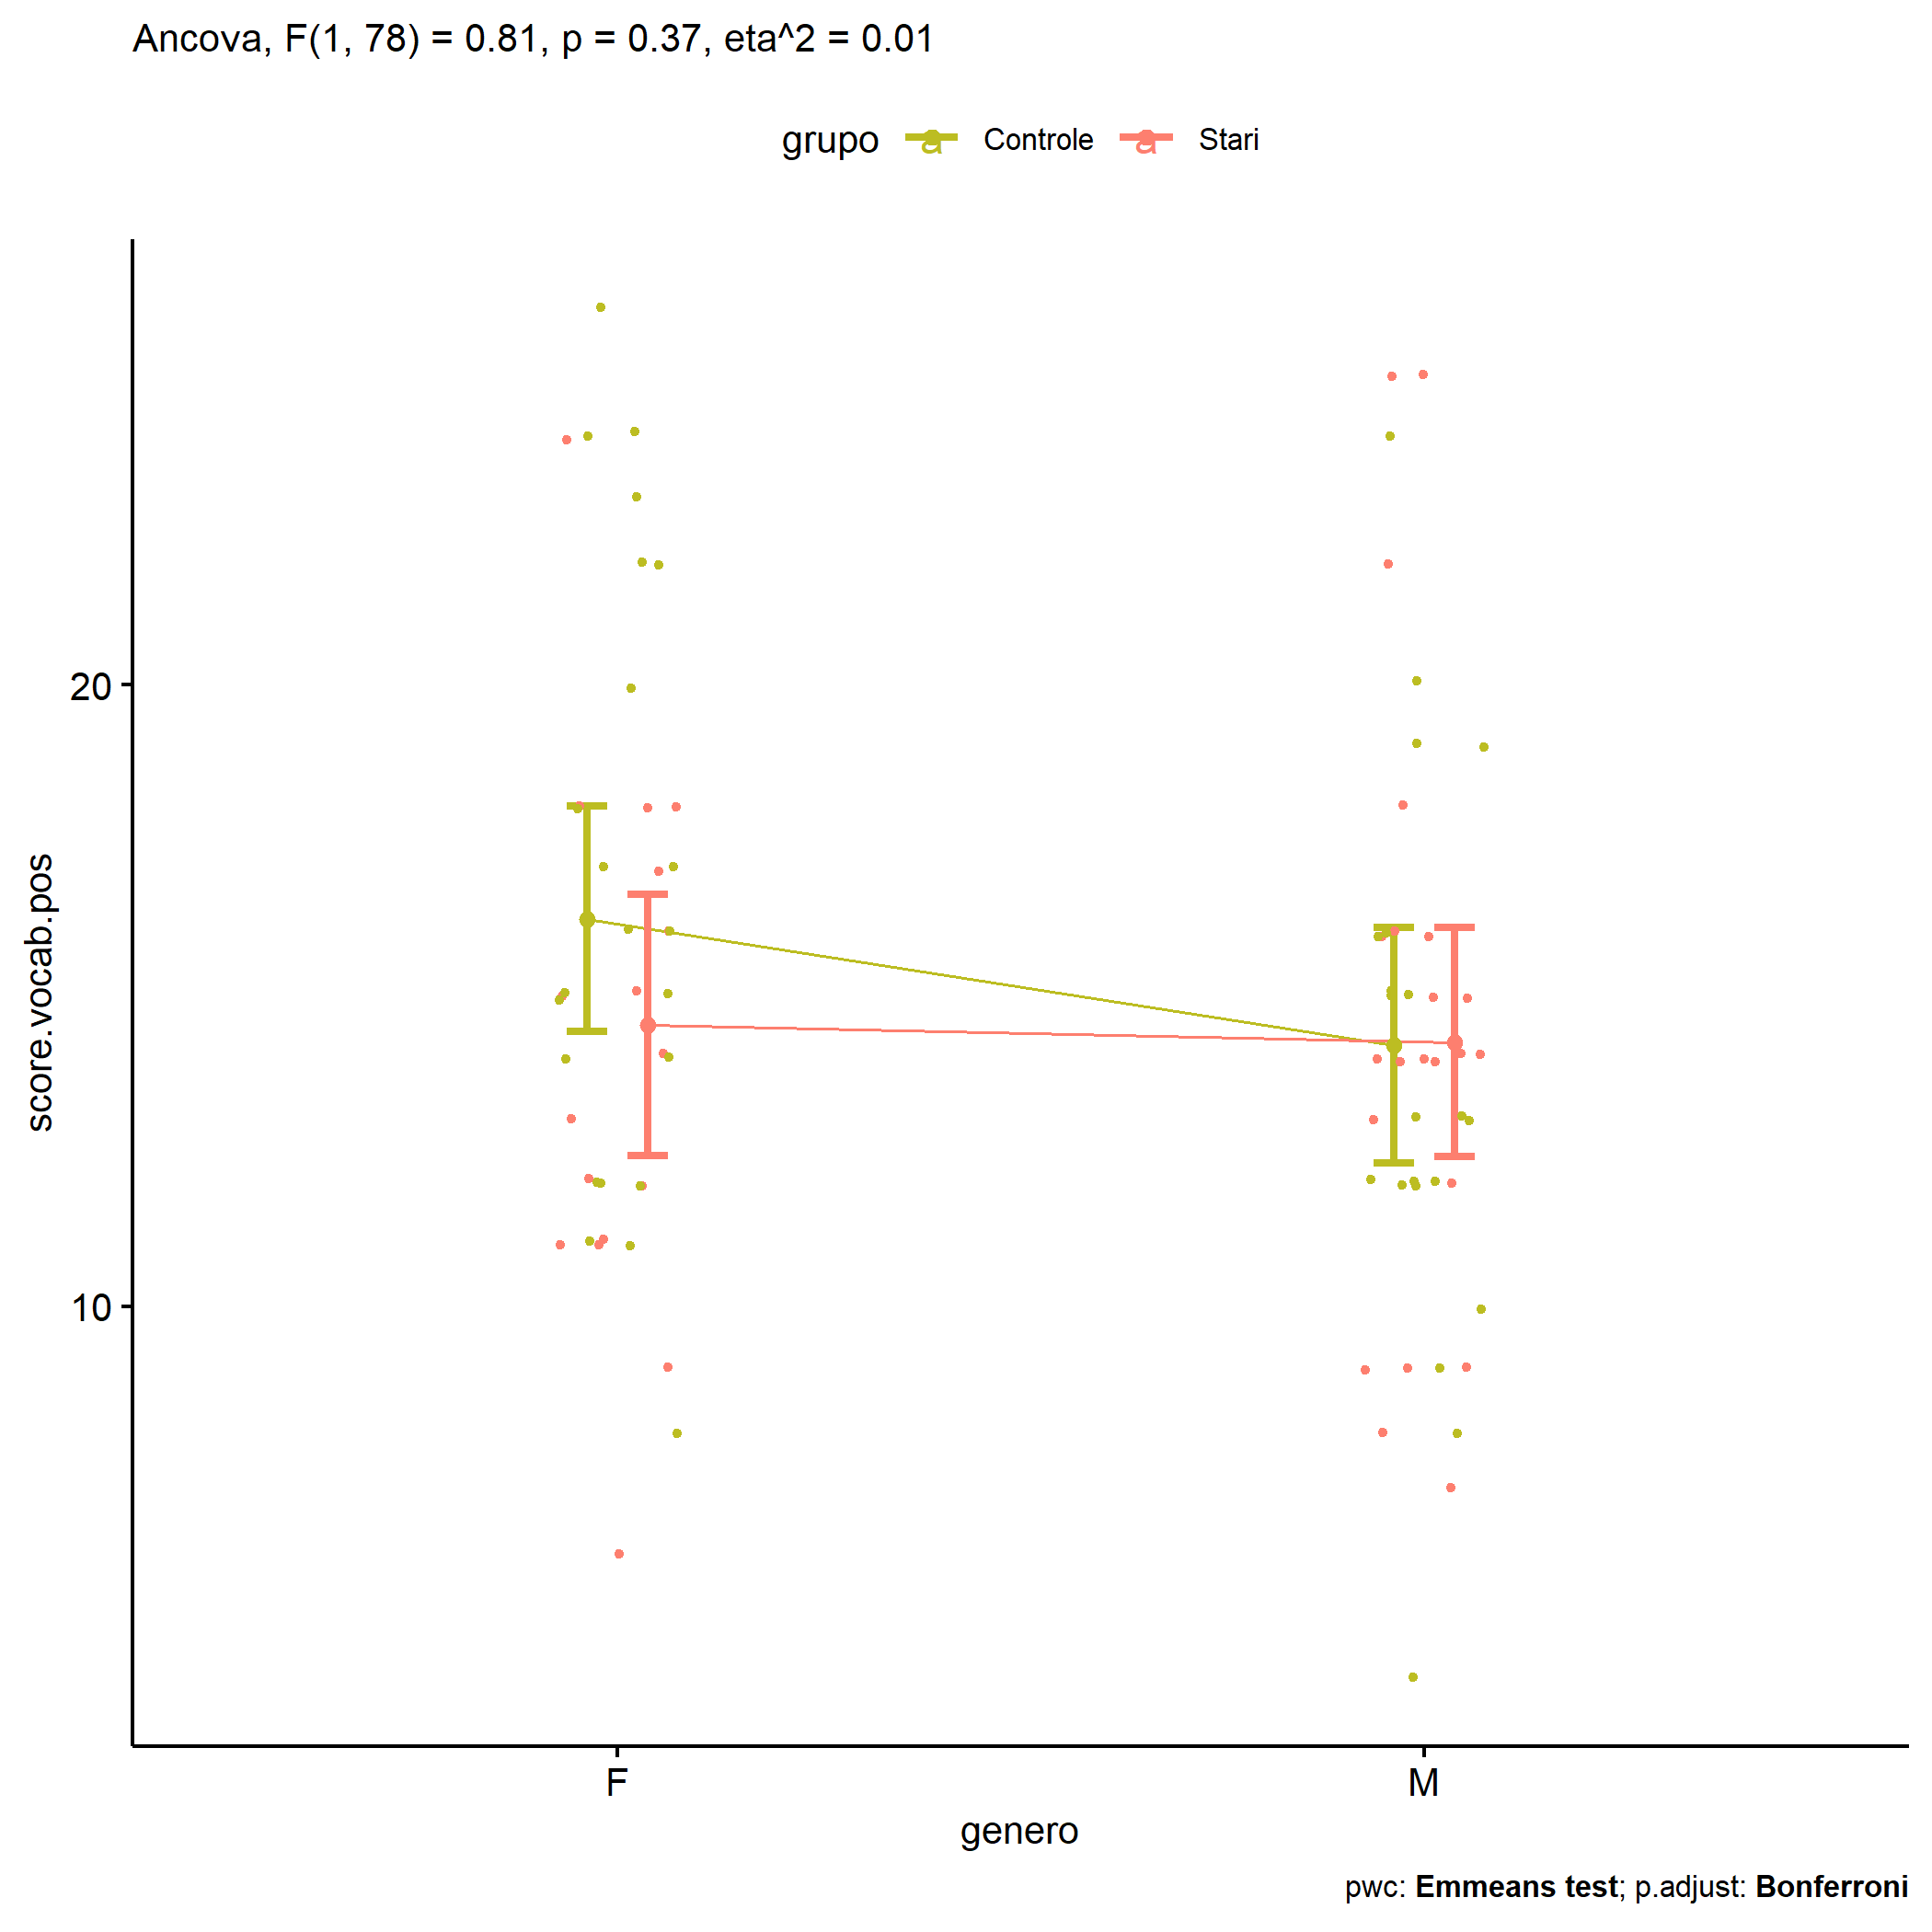 Ancova, F(1, 78) = 0.81, p = 0.37, eta^2 = 0.01
grupo a Controle a Stari
score.vocab.pos
20
10
F M
genero
pwc: Emmeans test; p.adjust: Bonferroni